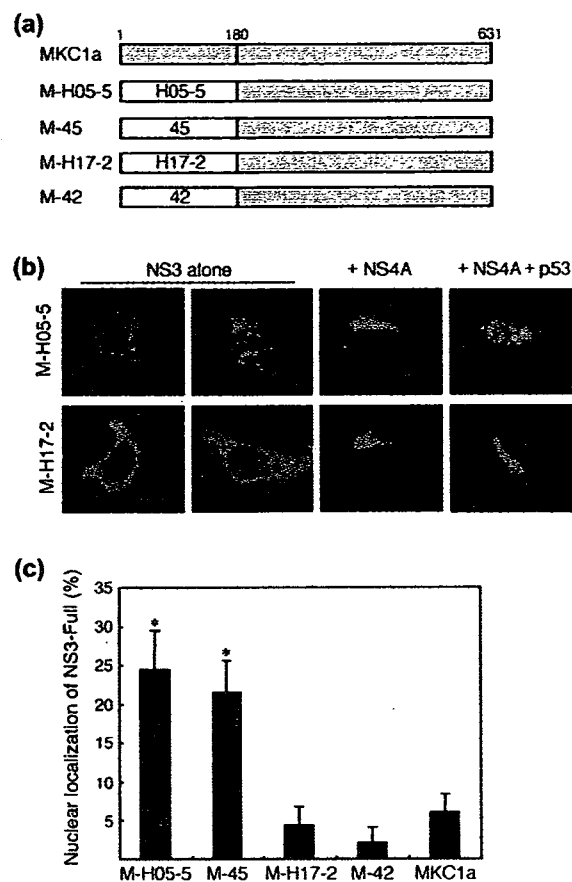 (a)
1 180 631
MKC1a
M-H05-5 H05-5
M-45 45
M-H17-2 H17-2
M-42 42
(b)
NS3 alone + NS4A + NS4A + p53
M-H05-5
M-H17-2
(c)
Nuclear localization of NS3-Full (%)
35
30
25
20
15
10
5
* *
M-H05-5 M-45 M-H17-2 M-42 MKC1a